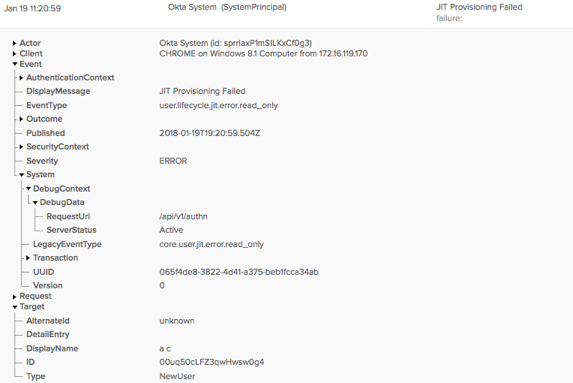 Jan 19 11:20:59 Okta System (SystemPrincipal) JIT Provisioning Failed
failure:
Actor Okta System (id: sprrlaxP1mSILKxCf0g3)
Client CHROME on Windows 8.1 Computer from 172.16.119.170
Event
AuthenticationContext
DisplayMessage JIT Provisioning Failed
EventType user.lifecycle.jit.error.read_only
Outcome
Published 2018-01-19T19:20:59.504Z
SecurityContext
Severity ERROR
System
DebugContext
DebugData
RequestUri /api/v1/authn
ServerStatus Active
LegacyEventType core.user.jit.error.read_only
Transaction
UUID 065f4de8-3822-4d41-a375-beb1fcca34ab
Version 0
Request
Target
AlternateId unknown
DetailEntry
DisplayName a c
ID 00uq50cLFZ3qwHwsw0g4
Type NewUser